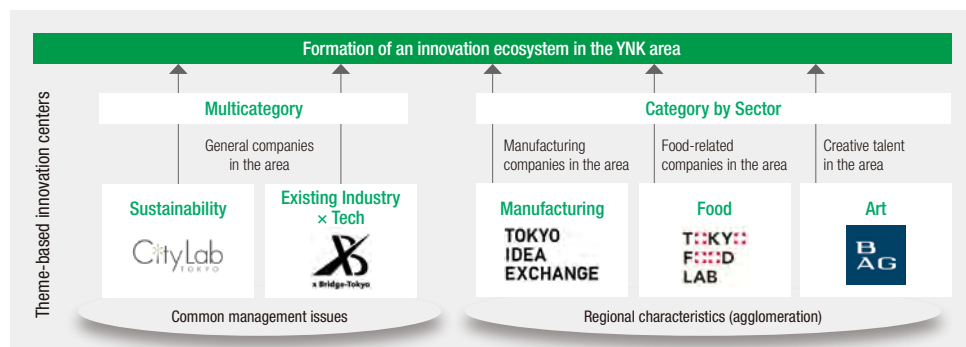 Formation of an innovation ecosystem in the YNK area
Theme-based innovation centers
Multicategory
Category by Sector
General companies
in the area
Manufacturing
companies in the area
Food-related
companies in the area
Creative talent
in the area
Sustainability
CityLab
TOKYO
Existing Industry
× Tech
x Bridge-Tokyo
Manufacturing
TOKYO
IDEA
EXCHANGE
Food
TOKYO
FOOD
LAB
Art
B
AG
Common management issues
Regional characteristics (agglomeration)